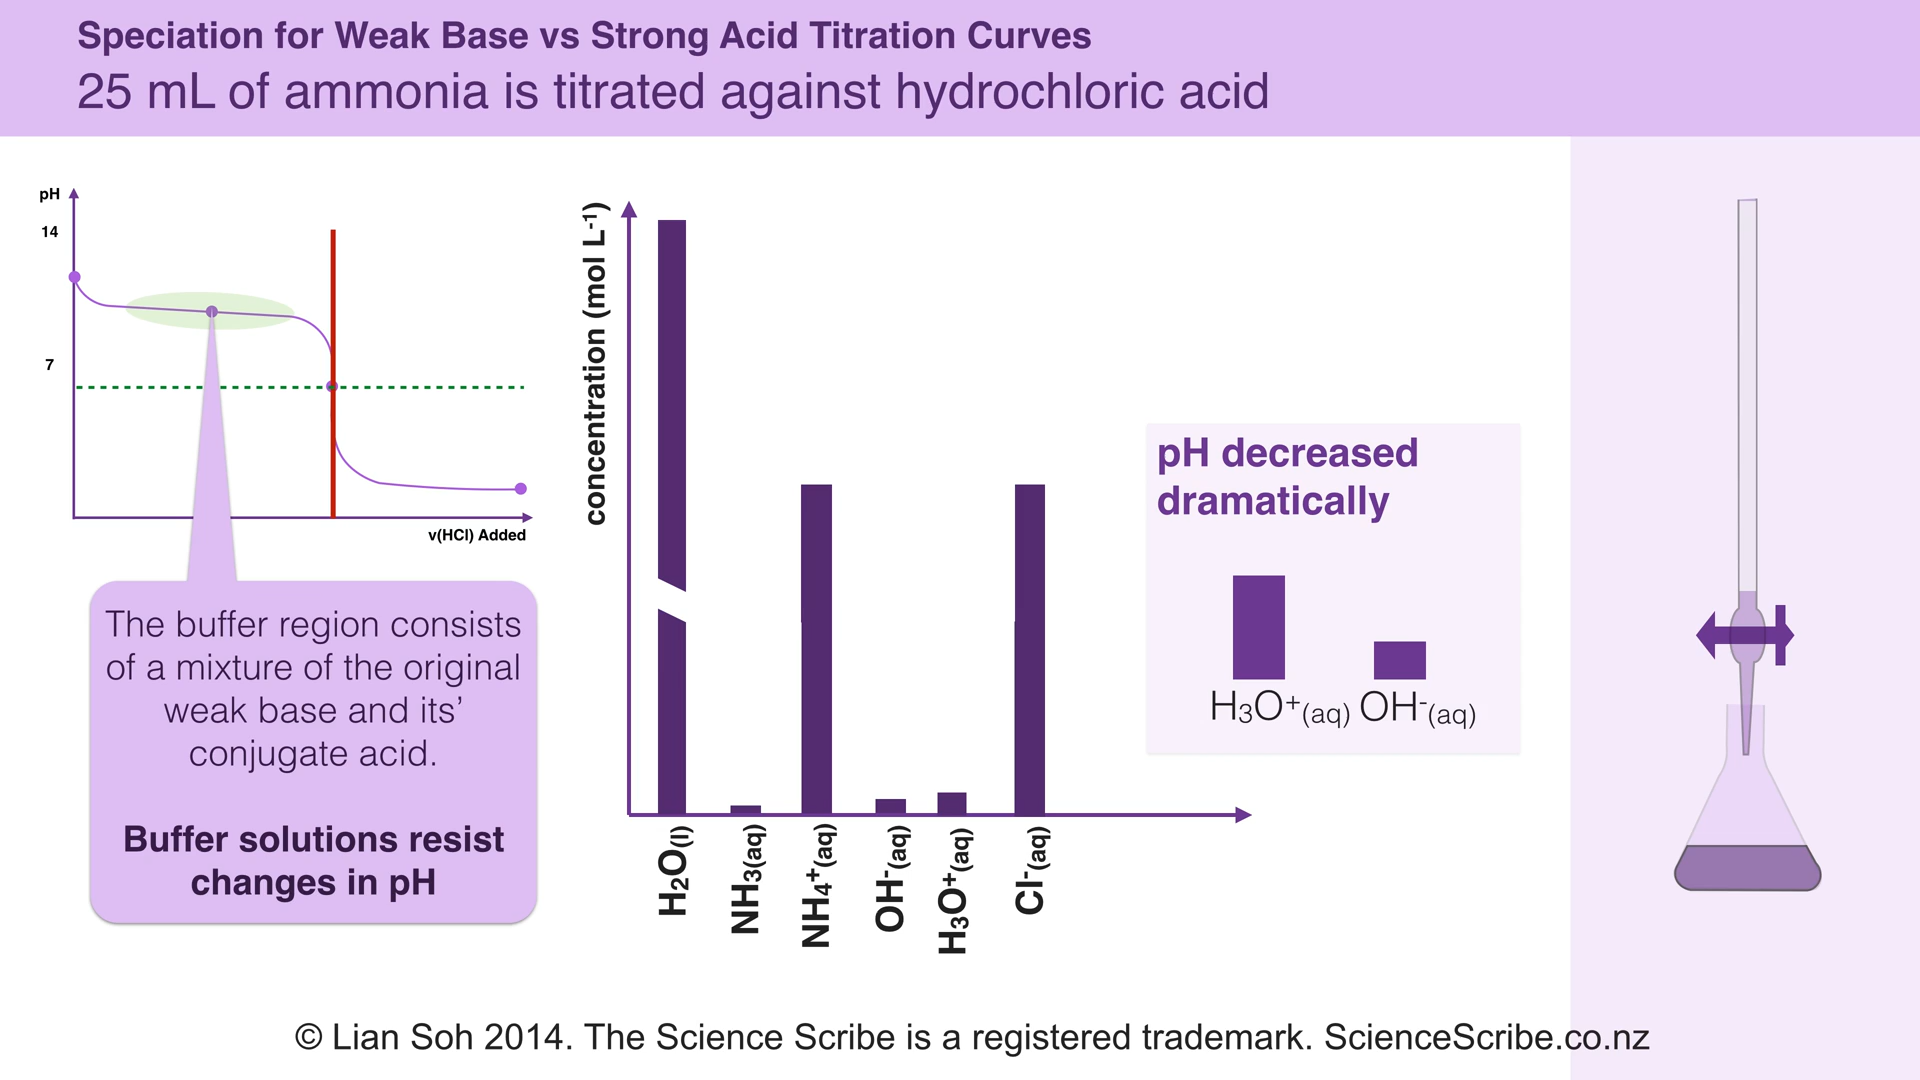 Speciation for Weak Base vs Strong Acid Titration Curves
25 mL of ammonia is titrated against hydrochloric acid
pH
14
7
v(HCl) Added
The buffer region consists
of a mixture of the original
weak base and its’
conjugate acid.
Buffer solutions resist
changes in pH
concentration (mol L⁻¹)
H₂O(l)
NH₃(aq)
NH₄⁺(aq)
OH⁻(aq)
H₃O⁺(aq)
Cl⁻(aq)
pH decreased
dramatically
H₃O⁺(aq) OH⁻(aq)
© Lian Soh 2014. The Science Scribe is a registered trademark. ScienceScribe.co.nz